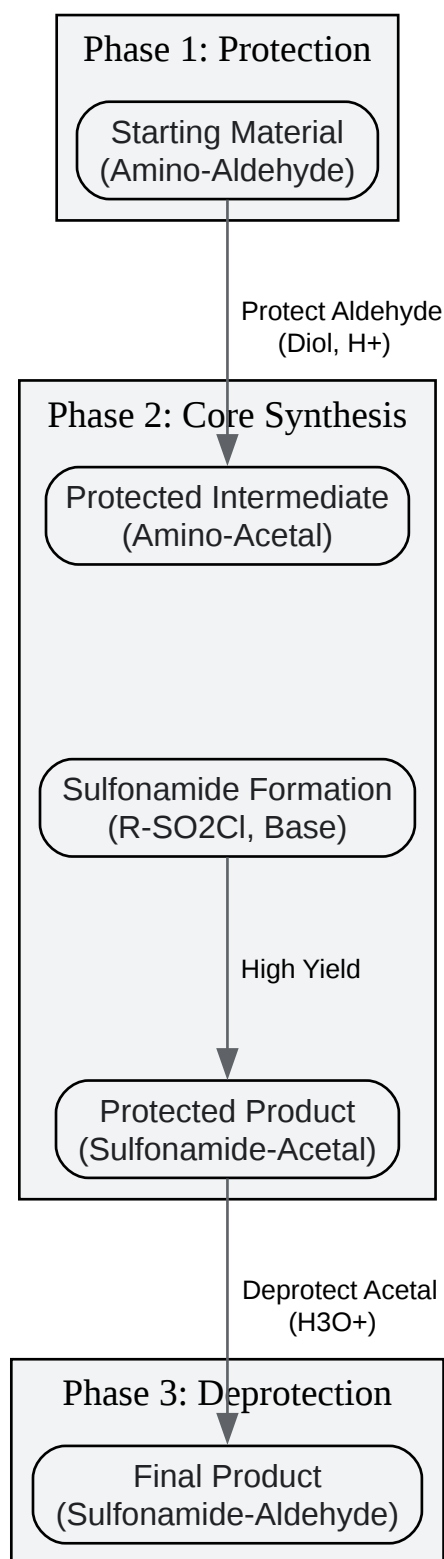 Phase 1: Protection
Starting Material
(Amino-Aldehyde)
Protect Aldehyde
(Diol, H+)
Phase 2: Core Synthesis
Protected Intermediate
(Amino-Acetal)
Sulfonamide Formation
(R-SO2Cl, Base)
High Yield
Protected Product
(Sulfonamide-Acetal)
Deprotect Acetal
(H3O+)
Phase 3: Deprotection
Final Product
(Sulfonamide-Aldehyde)